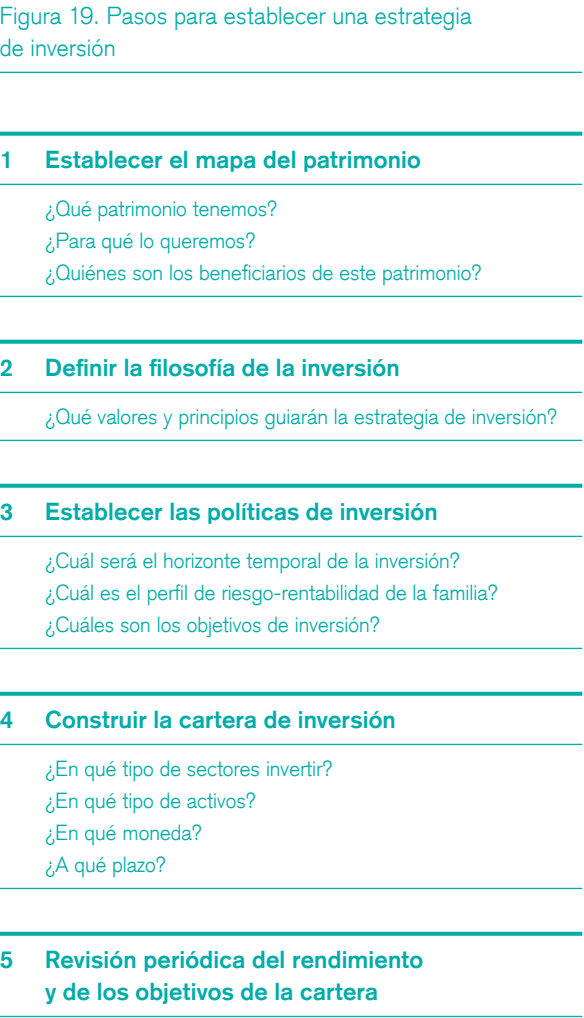 Figura 19. Pasos para establecer una estrategia
de inversión
1 Establecer el mapa del patrimonio
¿Qué patrimonio tenemos?
¿Para qué lo queremos?
¿Quiénes son los beneficiarios de este patrimonio?
2 Definir la filosofía de la inversión
¿Qué valores y principios guiarán la estrategia de inversión?
3 Establecer las políticas de inversión
¿Cuál será el horizonte temporal de la inversión?
¿Cuál es el perfil de riesgo-rentabilidad de la familia?
¿Cuáles son los objetivos de inversión?
4 Construir la cartera de inversión
¿En qué tipo de sectores invertir?
¿En qué tipo de activos?
¿En qué moneda?
¿A qué plazo?
5 Revisión periódica del rendimiento
y de los objetivos de la cartera